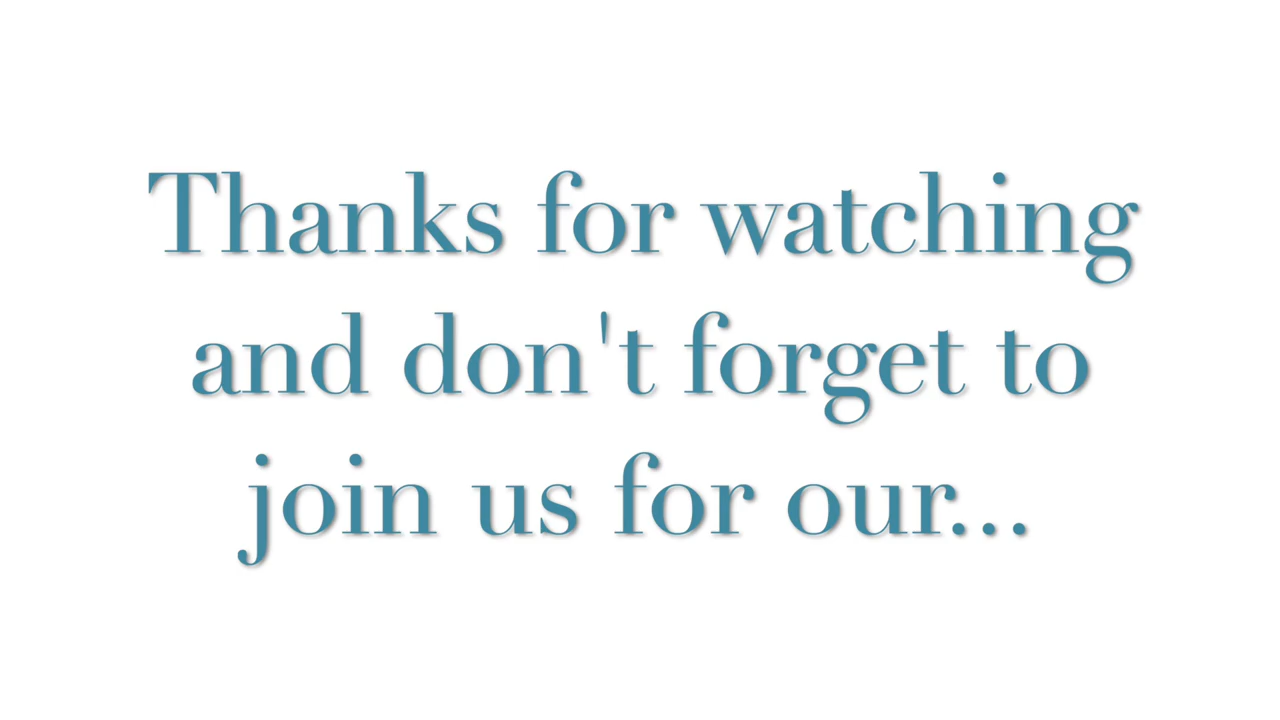 Thanks for watching
and don't forget to
join us for our...